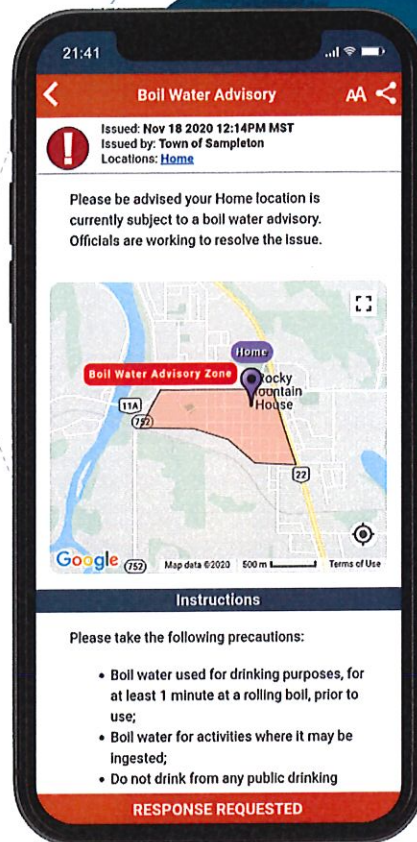 21:41
Boil Water Advisory
AA
Issued: Nov 18 2020 12:14PM MST
Issued by: Town of Sampleton
Locations: Home
Please be advised your Home location is
currently subject to a boil water advisory.
Officials are working to resolve the Issue.
Home
Boil Water Advisory Zone
Rocky
Mountain
House
11A
752
22
Google
752
Map data ©2020
500 m
Terms of Use
Instructions
Please take the following precautions:
• Boil water used for drinking purposes, for
at least 1 minute at a rolling boil, prior to
use;
• Boil water for activities where it may be
ingested;
• Do not drink from any public drinking
RESPONSE REQUESTED